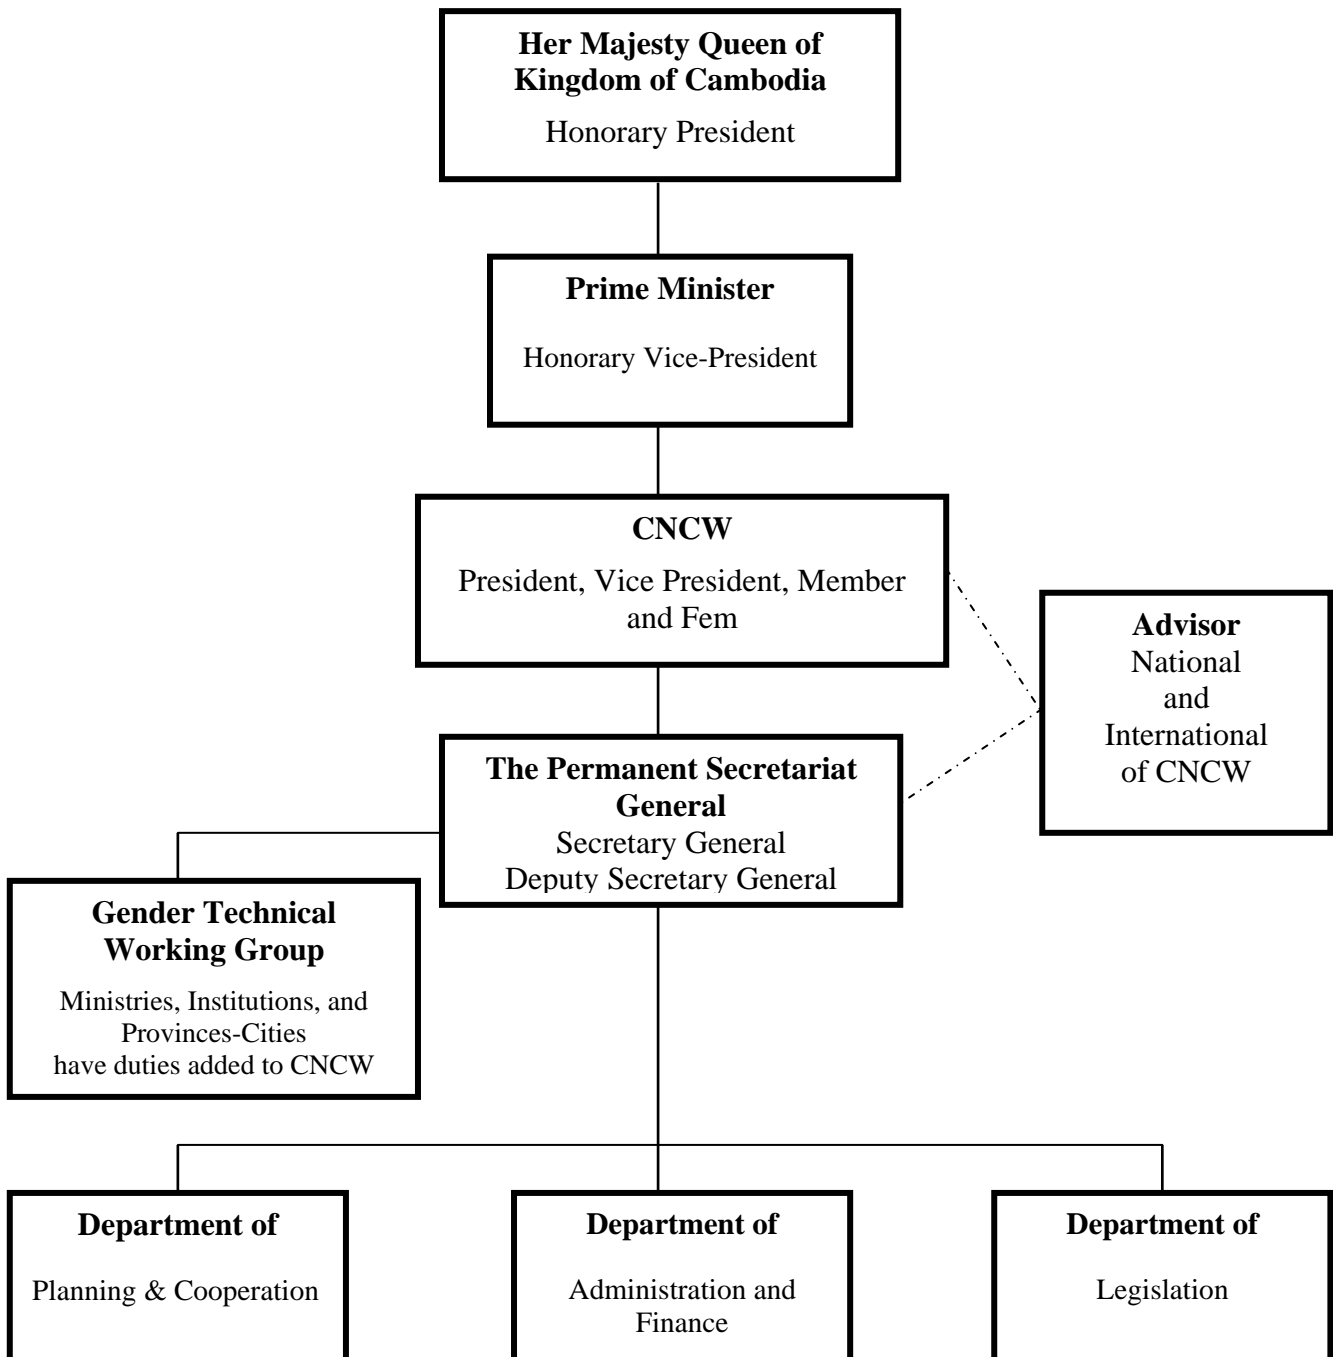 Her Majesty Queen of
Kingdom of Cambodia
Honorary President
Prime Minister
Honorary Vice-President
CNCW
President, Vice President, Member
and Fem
Advisor
National
and
International
of CNCW
The Permanent Secretariat
General
Secretary General
Deputy Secretary General
Gender Technical
Working Group
Ministries, Institutions, and
Provinces-Cities
have duties added to CNCW
Department of
Planning & Cooperation
Department of
Administration and
Finance
Department of
Legislation